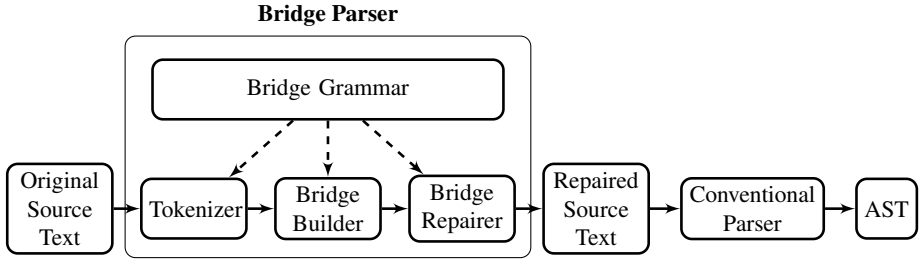 Bridge Parser
Bridge Grammar
Original
Source
Text
Tokenizer
Bridge
Builder
Bridge
Repairer
Repaired
Source
Text
Conventional
Parser
AST